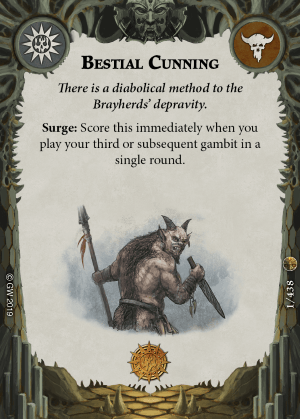 Bestial Cunning
There is a diabolical method to the
Brayherds' depravity.
Surge: Score this immediately when you
play your third or subsequent gambit in a
single round.
© GW 2019
1/438